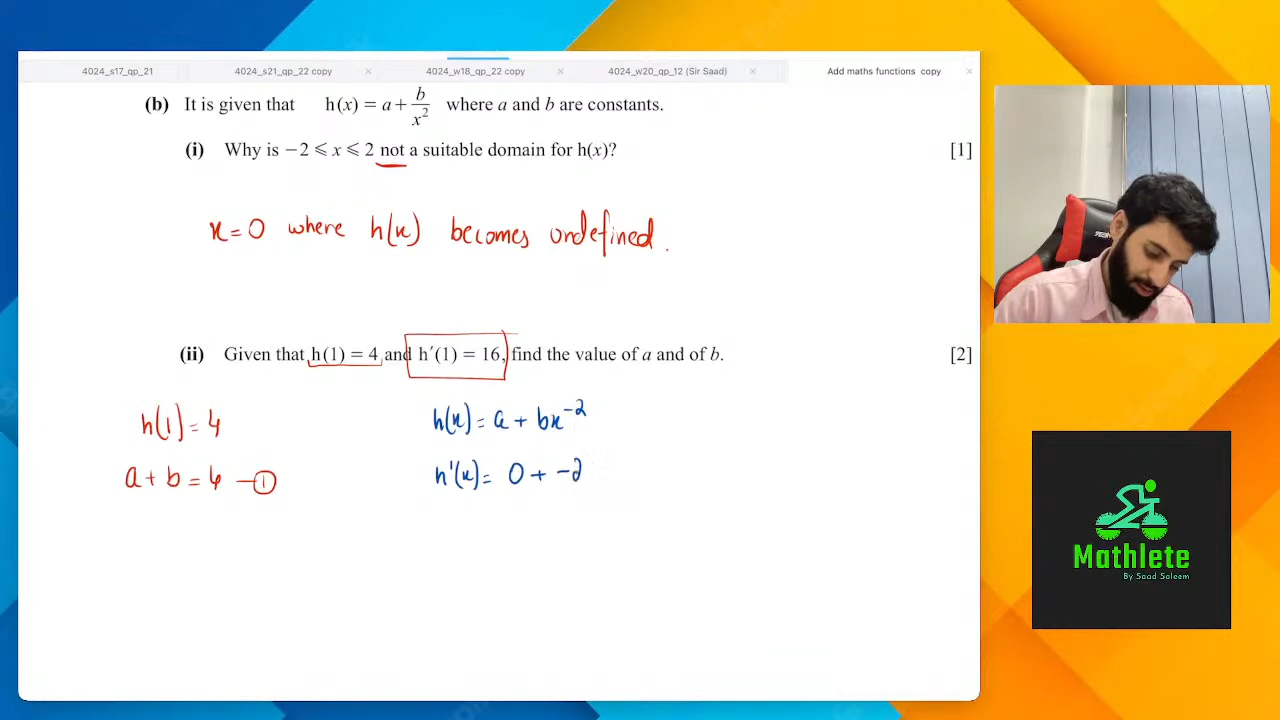 4024_s17_qp_21 4024_s21_qp_22 copy × 4024_w18_qp_22 copy × 4024_w20_qp_12 (Sir Saad) × Add maths functions copy ×
(b) It is given that h(x) = a + b/x² where a and b are constants.
(i) Why is −2 ⩽ x ⩽ 2 not a suitable domain for h(x)? [1]
x = 0 where h(x) becomes undefined.
(ii) Given that h(1) = 4 and h′(1) = 16, find the value of a and of b. [2]
h(1) = 4
a + b = 4 —①
h(x) = a + bx⁻²
h'(x) = 0 + -2
Mathlete
By Saad Saleem